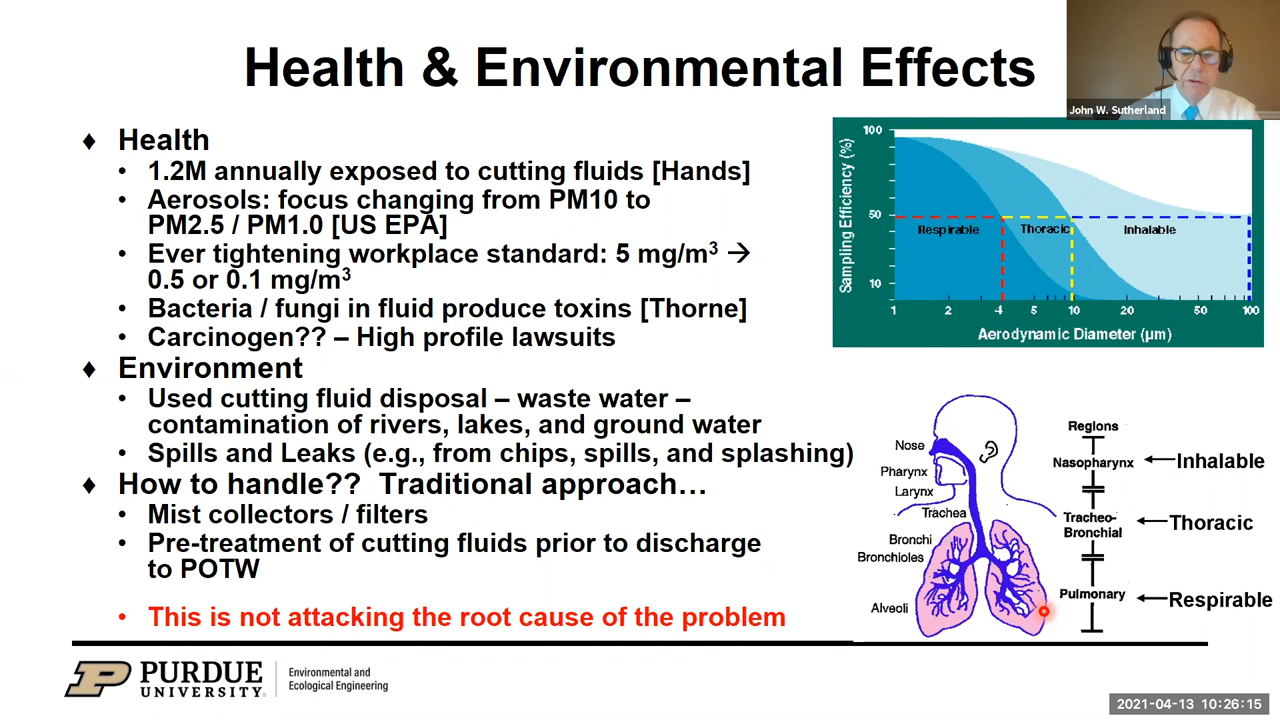 Health & Environmental Effects
John W. Sutherland
♦ Health
• 1.2M annually exposed to cutting fluids [Hands]
• Aerosols: focus changing from PM10 to
PM2.5 / PM1.0 [US EPA]
• Ever tightening workplace standard: 5 mg/m³ →
0.5 or 0.1 mg/m³
• Bacteria / fungi in fluid produce toxins [Thorne]
• Carcinogen?? – High profile lawsuits
♦ Environment
• Used cutting fluid disposal – waste water –
contamination of rivers, lakes, and ground water
• Spills and Leaks (e.g., from chips, spills, and splashing)
♦ How to handle?? Traditional approach…
• Mist collectors / filters
• Pre-treatment of cutting fluids prior to discharge
to POTW
• This is not attacking the root cause of the problem
Sampling Efficiency (%)
100
50
10
Respirable
Thoracic
Inhalable
1 2 4 5 10 20 50 100
Aerodynamic Diameter (µm)
Nose
Pharynx
Larynx
Trachea
Bronchi
Bronchioles
Alveoli
Regions
Nasopharynx ← Inhalable
Tracheo-
Bronchial ← Thoracic
Pulmonary ← Respirable
P PURDUE
UNIVERSITY®
Environmental and
Ecological Engineering
2021-04-13 10:26:15